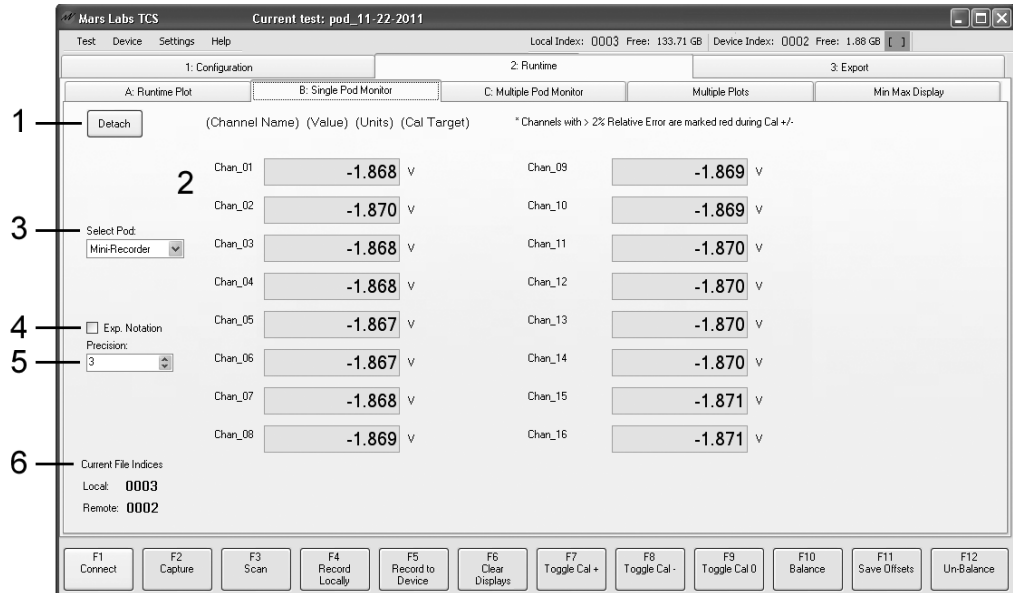 Mars Labs TCS Current test: pod_11-22-2011
Test Device Settings Help Local Index: 0003 Free: 133.71 GB Device Index: 0002 Free: 1.88 GB [ ]
1: Configuration 2: Runtime 3: Export
A: Runtime Plot B: Single Pod Monitor C: Multiple Pod Monitor Multiple Plots Min Max Display
1 Detach (Channel Name) (Value) (Units) (Cal Target) * Channels with > 2% Relative Error are marked red during Cal +/-
2
Chan_01 -1.868 V Chan_09 -1.869 V
Chan_02 -1.870 V Chan_10 -1.869 V
3 Select Pod:
Mini-Recorder Chan_03 -1.868 V Chan_11 -1.870 V
Chan_04 -1.868 V Chan_12 -1.870 V
4 Exp. Notation Chan_05 -1.867 V Chan_13 -1.870 V
Precision:
5 3 Chan_06 -1.867 V Chan_14 -1.870 V
Chan_07 -1.868 V Chan_15 -1.871 V
Chan_08 -1.869 V Chan_16 -1.871 V
6 Current File Indices
Local: 0003
Remote: 0002
F1 Connect
F2 Capture
F3 Scan
F4 Record Locally
F5 Record to Device
F6 Clear Displays
F7 Toggle Cal +
F8 Toggle Cal -
F9 Toggle Cal 0
F10 Balance
F11 Save Offsets
F12 Un-Balance